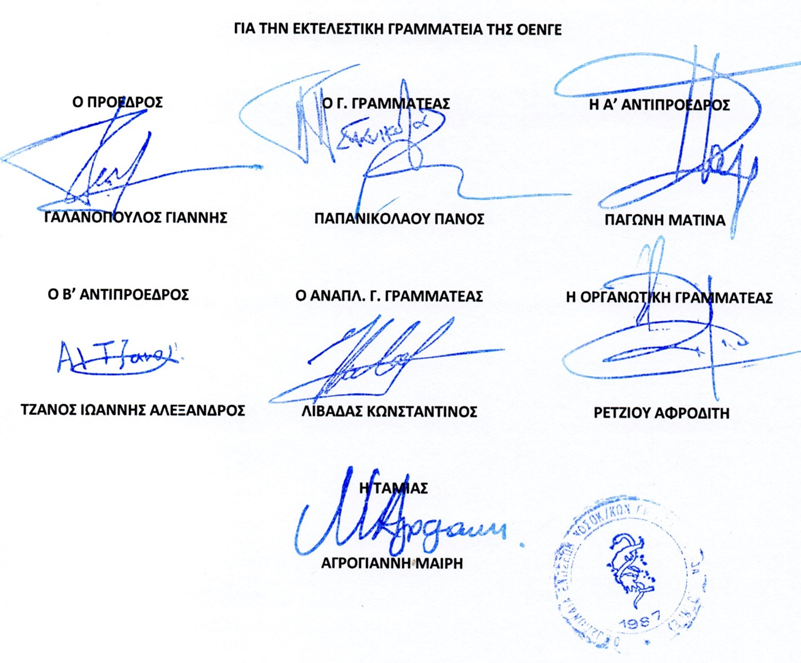 ΓΙΑ ΤΗΝ ΕΚΤΕΛΕΣΤΙΚΗ ΓΡΑΜΜΑΤΕΙΑ ΤΗΣ ΟΕΝΓΕ
Ο ΠΡΟΕΔΡΟΣ Ο Γ. ΓΡΑΜΜΑΤΕΑΣ Η Α’ ΑΝΤΙΠΡΟΕΔΡΟΣ
ΓΑΛΑΝΟΠΟΥΛΟΣ ΓΙΑΝΝΗΣ ΠΑΠΑΝΙΚΟΛΑΟΥ ΠΑΝΟΣ ΠΑΓΩΝΗ ΜΑΤΙΝΑ
Ο Β’ ΑΝΤΙΠΡΟΕΔΡΟΣ Ο ΑΝΑΠΛ. Γ. ΓΡΑΜΜΑΤΕΑΣ Η ΟΡΓΑΝΩΤΙΚΗ ΓΡΑΜΜΑΤΕΑΣ
ΤΖΑΝΟΣ ΙΩΑΝΝΗΣ ΑΛΕΞΑΝΔΡΟΣ ΛΙΒΑΔΑΣ ΚΩΝΣΤΑΝΤΙΝΟΣ ΡΕΤΖΙΟΥ ΑΦΡΟΔΙΤΗ
Η ΤΑΜΙΑΣ
ΑΓΡΟΓΙΑΝΝΗ ΜΑΙΡΗ
1987